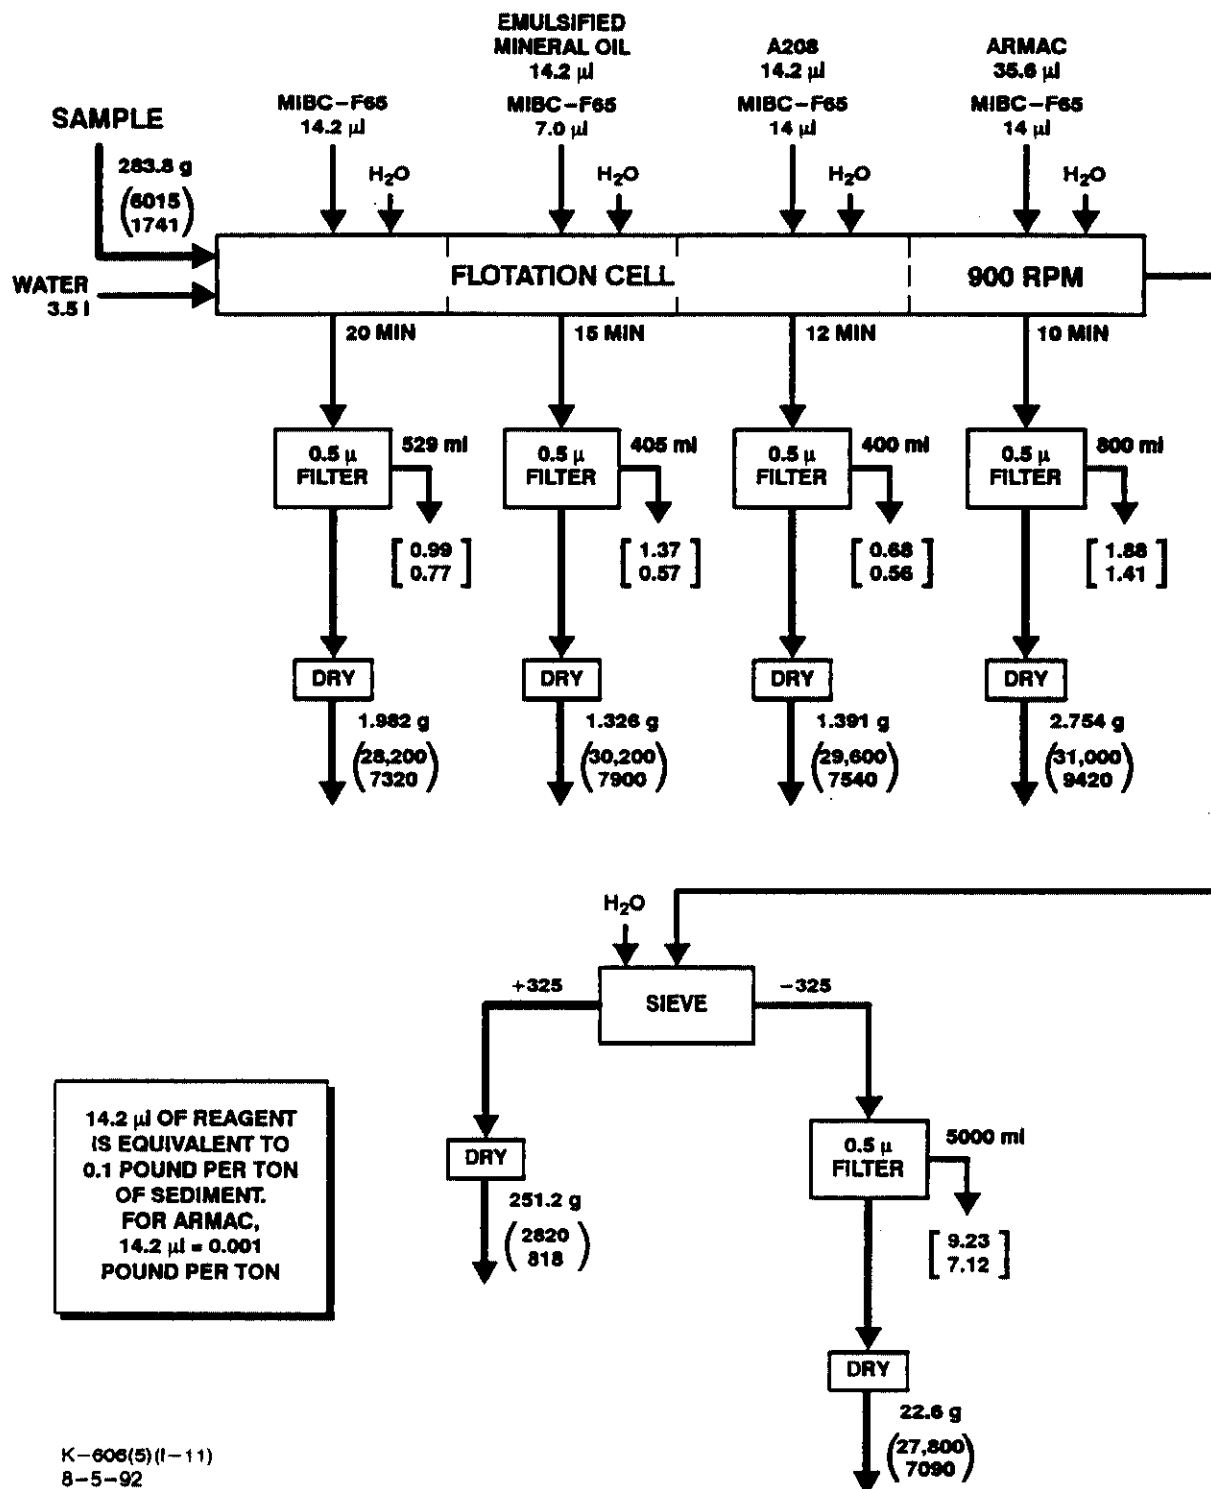 EMULSIFIED
MINERAL OIL
14.2 µl
A208
14.2 µl
ARMAC
35.6 µl
MIBC-F65
14.2 µl
MIBC-F65
7.0 µl
MIBC-F65
14 µl
MIBC-F65
14 µl
SAMPLE
283.8 g
(6015
1741)
H₂O
H₂O
H₂O
H₂O
WATER
3.5 l
FLOTATION CELL
900 RPM
20 MIN
15 MIN
12 MIN
10 MIN
0.5 µ
FILTER
529 ml
0.5 µ
FILTER
405 ml
0.5 µ
FILTER
400 ml
0.5 µ
FILTER
800 ml
[0.99
0.77]
[1.37
0.57]
[0.68
0.56]
[1.88
1.41]
DRY
DRY
DRY
DRY
1.982 g
(28,200
7320)
1.326 g
(30,200
7900)
1.391 g
(29,600
7540)
2.754 g
(31,000
9420)
H₂O
+325
SIEVE
-325
14.2 µl OF REAGENT
IS EQUIVALENT TO
0.1 POUND PER TON
OF SEDIMENT.
FOR ARMAC,
14.2 µl = 0.001
POUND PER TON
DRY
251.2 g
(2820
818)
0.5 µ
FILTER
5000 ml
[9.23
7.12]
DRY
22.6 g
(27,800
7090)
K-606(5)(I-11)
8-5-92